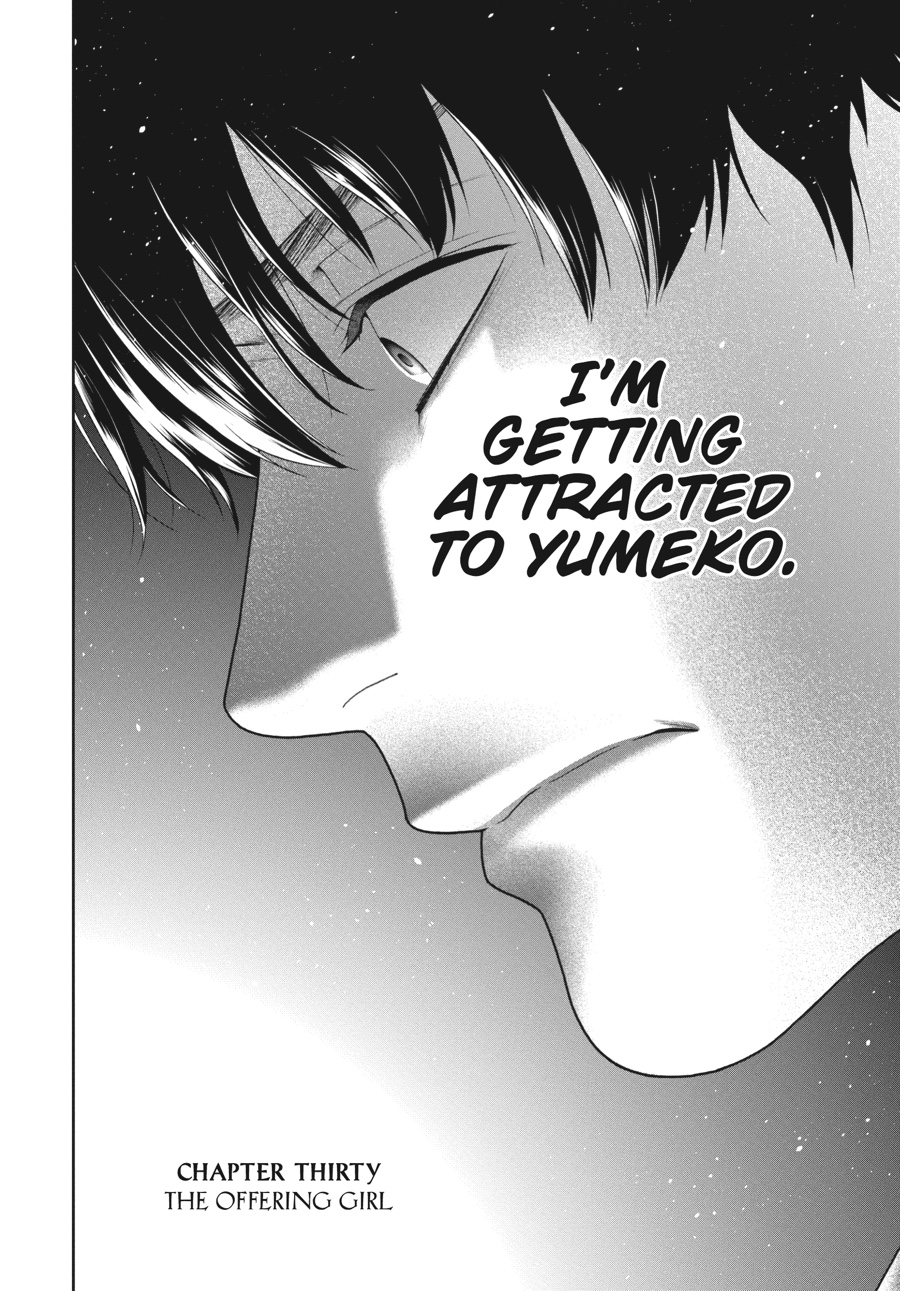 I'M
GETTING
ATTRACTED
TO YUMEKO.
CHAPTER THIRTY
THE OFFERING GIRL